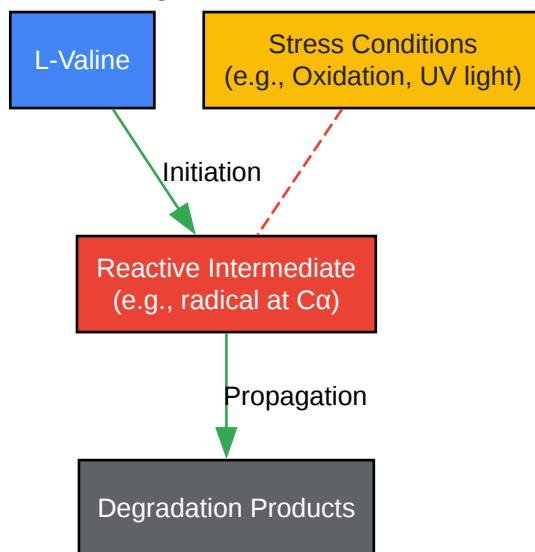 L-Valine
Stress Conditions
(e.g., Oxidation, UV light)
Initiation
Reactive Intermediate
(e.g., radical at Cα)
Propagation
Degradation Products